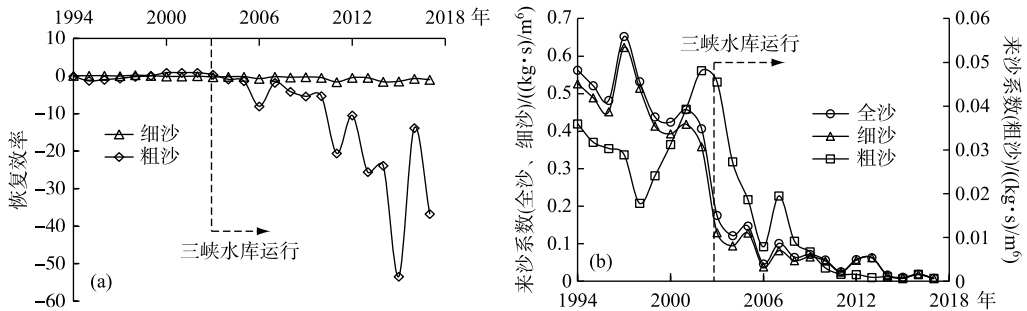 1994 2000 2006 2012 2018 年
10
0
−10
−20
−30
−40
−50
−60
恢复效率
细沙
粗沙
三峡水库运行
(a)
0.7
0.6
0.5
0.4
0.3
0.2
0.1
0
来沙系数(全沙、细沙)/((kg·s)/m⁶)
三峡水库运行
全沙
细沙
粗沙
(b)
0.06
0.05
0.04
0.03
0.02
0.01
0
来沙系数(粗沙)/((kg·s)/m⁶)
1994 2000 2006 2012 2018 年